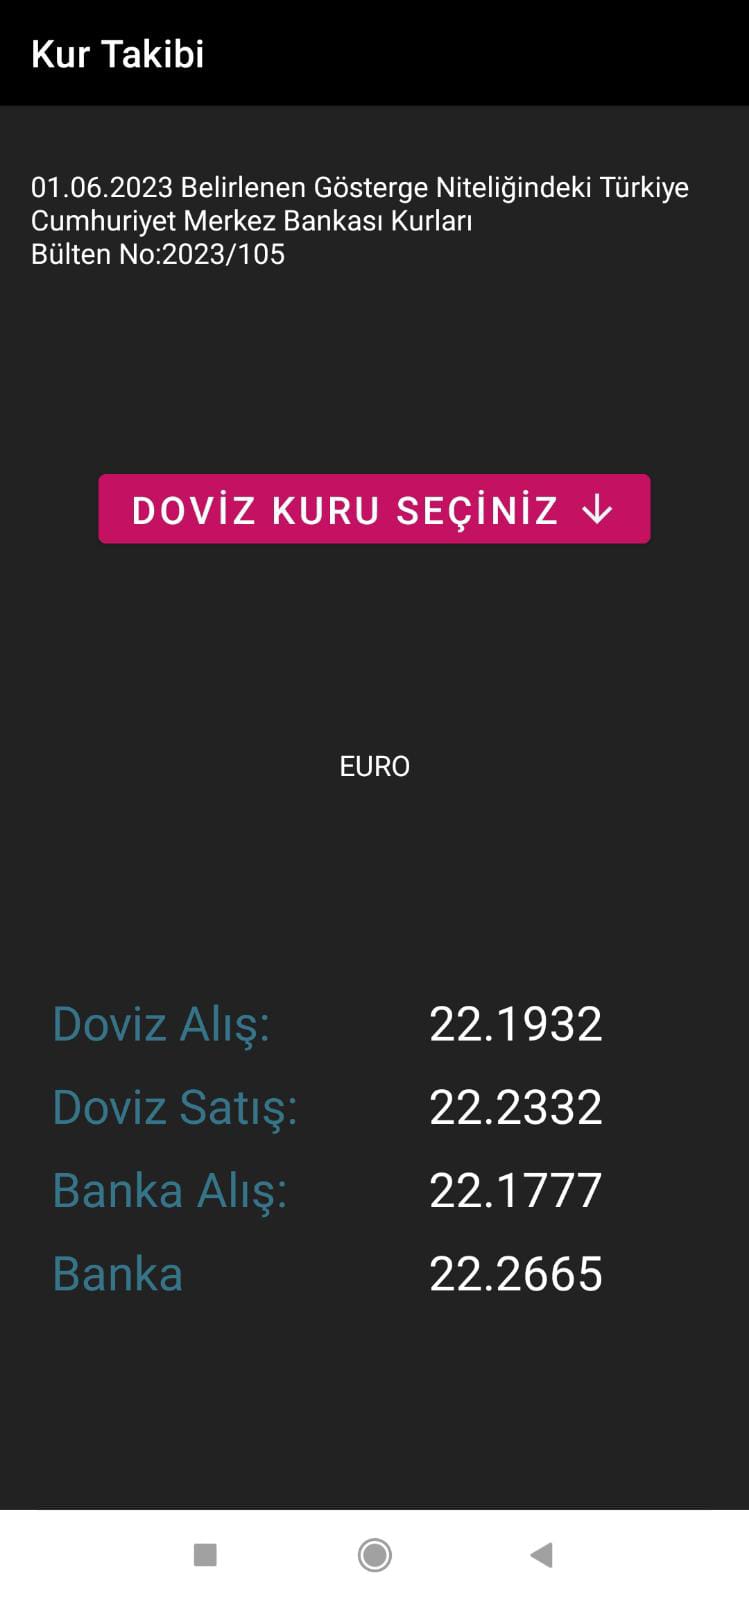 Kur Takibi
01.06.2023 Belirlenen Gösterge Niteliğindeki Türkiye
Cumhuriyet Merkez Bankası Kurları
Bülten No:2023/105
DOVİZ KURU SEÇİNİZ ↓
EURO
Doviz Alış: 22.1932
Doviz Satış: 22.2332
Banka Alış: 22.1777
Banka 22.2665